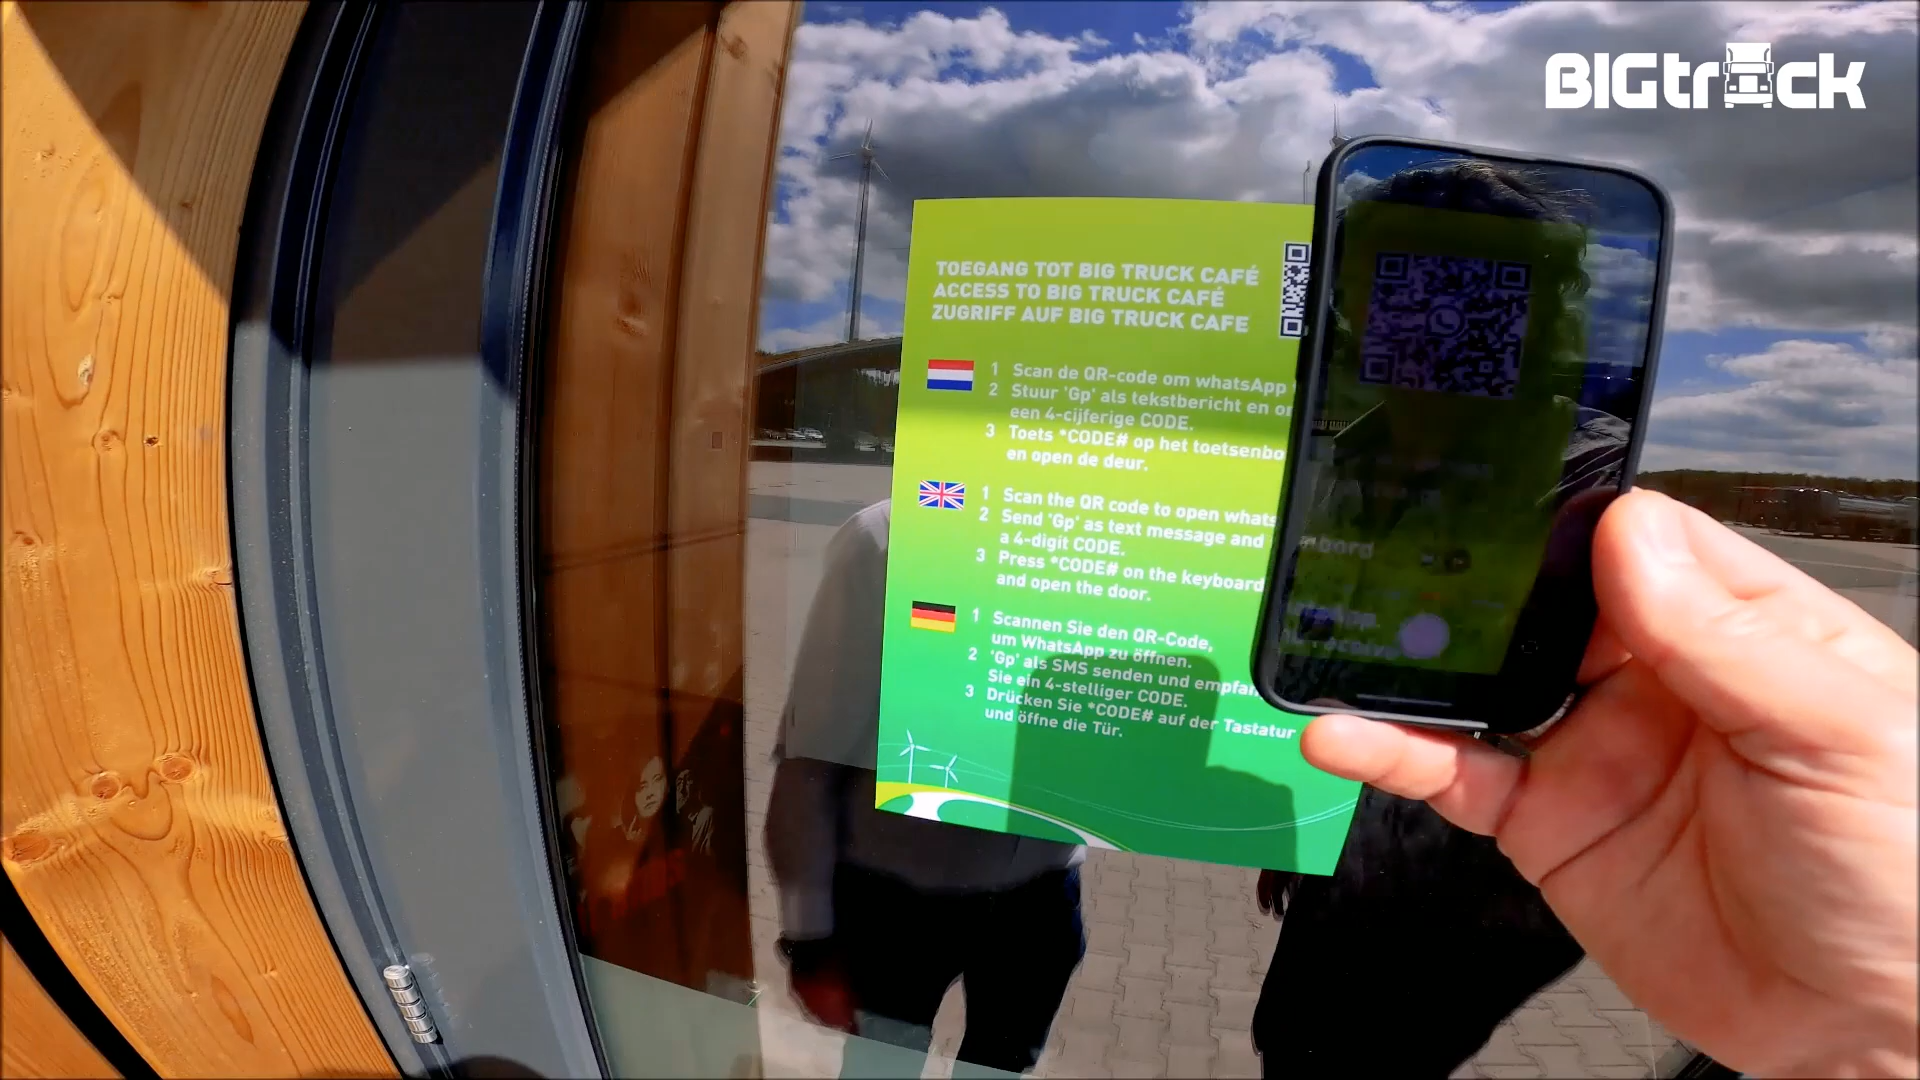 BIGtruck
TOEGANG TOT BIG TRUCK CAFÉ
ACCESS TO BIG TRUCK CAFÉ
ZUGRIFF AUF BIG TRUCK CAFE
1 Scan de QR-code om whatsApp
2 Stuur 'Gp' als tekstbericht en
een 4-cijferige CODE.
3 Toets *CODE# op het
en open de deur.
1 Scan the QR code to open
2 Send 'Gp' as text message and
a 4-digit CODE.
3 Press *CODE# on the keyboard
and open the door.
1 Scannen Sie den QR-Code,
um WhatsApp zu öffnen.
2 'Gp' als SMS senden und
Sie ein 4-stelliger CODE.
3 Drücken Sie *CODE# auf der Tastatur
und öffne die Tür.